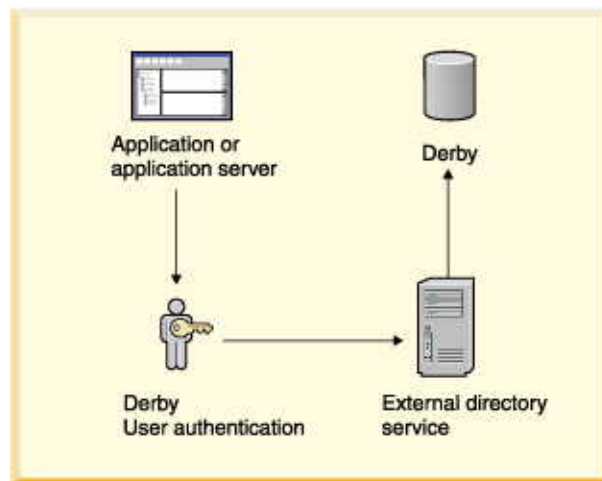 Application or
application server
Derby
Derby
User authentication
External directory
service